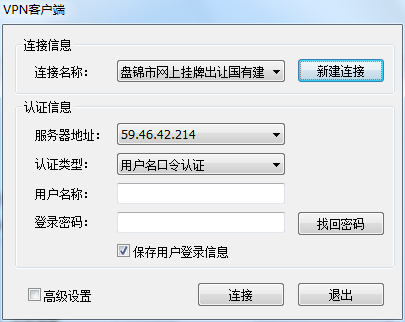 VPN客户端
连接信息
连接名称： 盘锦市网上挂牌出让国有建 新建连接
认证信息
服务器地址： 59.46.42.214
认证类型： 用户名口令认证
用户名称：
登录密码： 找回密码
保存用户登录信息
高级设置 连接 退出